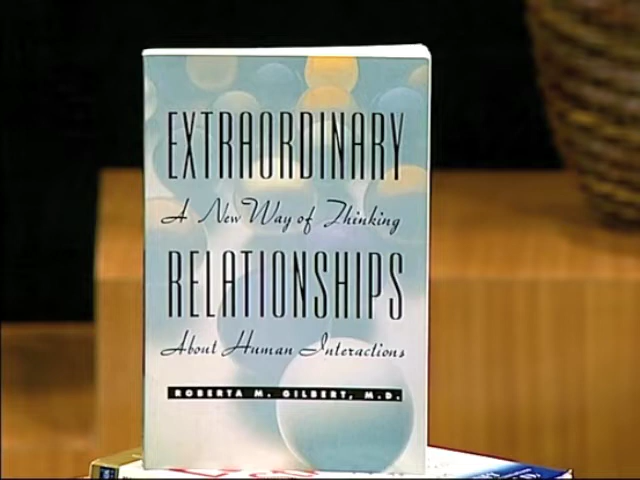 EXTRAORDINARY
A New Way of Thinking
RELATIONSHIPS
About Human Interactions
ROBERTA M. GILBERT, M.D.